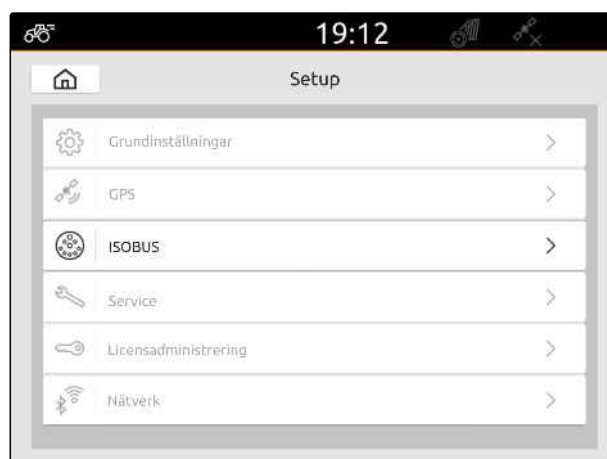 19:12
Setup
Grundinställningar
GPS
ISOBUS
Service
Licensadministrering
Nätverk